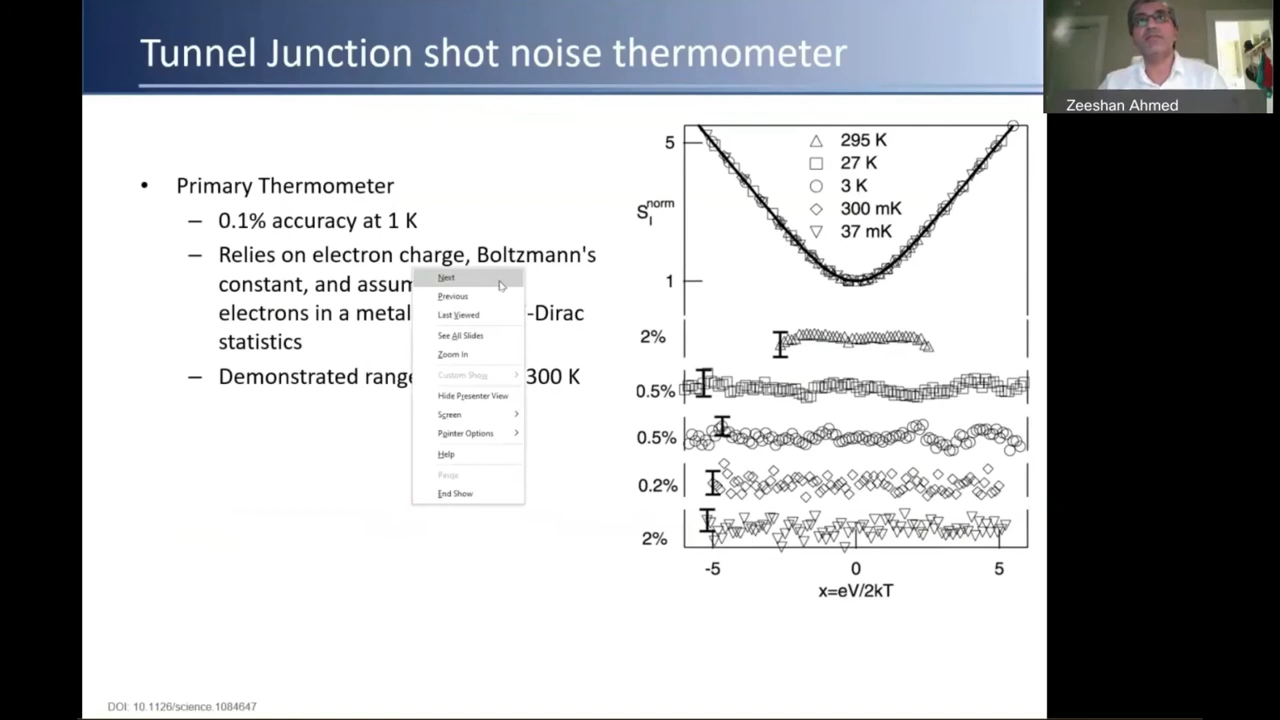 Tunnel Junction shot noise thermometer
Zeeshan Ahmed
• Primary Thermometer
– 0.1% accuracy at 1 K
– Relies on electron charge, Boltzmann's
constant, and assum
electrons in a metal -Dirac
statistics
– Demonstrated range 300 K
Next
Previous
Last Viewed
See All Slides
Zoom In
Custom Show
Hide Presenter View
Screen
Pointer Options
Help
Pause
End Show
5
295 K
27 K
3 K
300 mK
37 mK
S_I^norm
1
2%
0.5%
0.5%
0.2%
2%
-5 0 5
x=eV/2kT
DOI: 10.1126/science.1084647